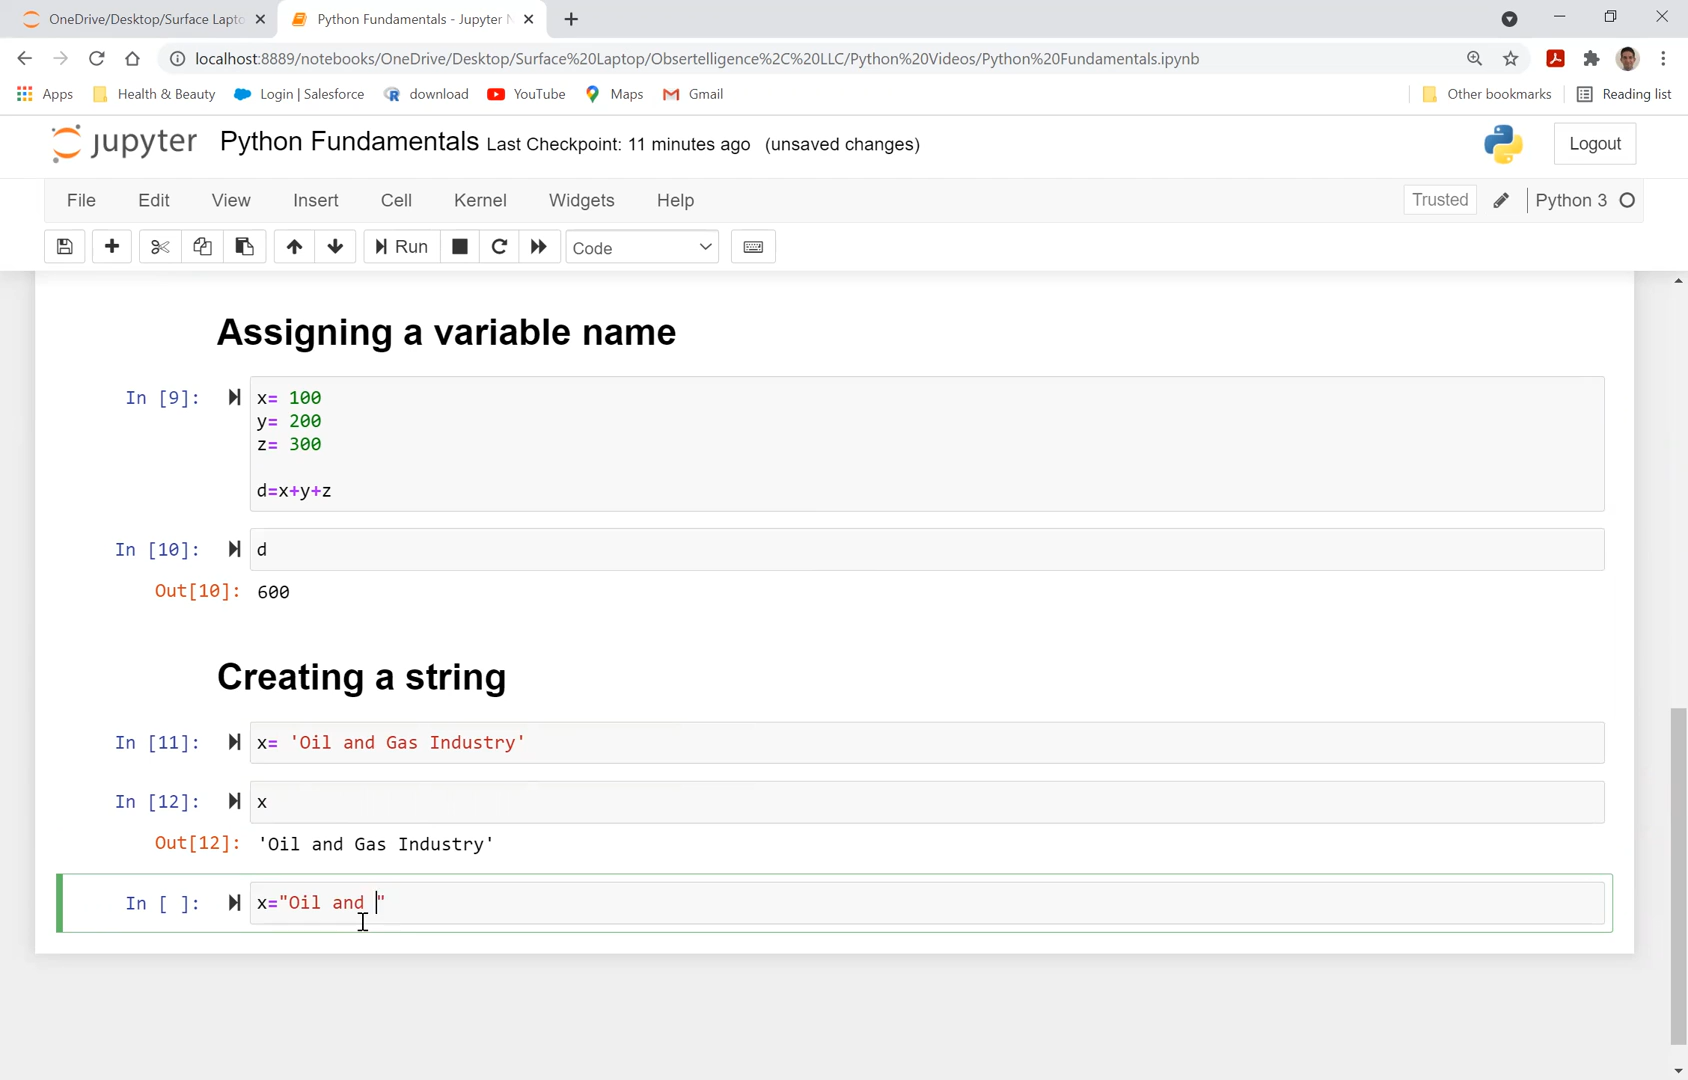 OneDrive/Desktop/Surface Lapto
Python Fundamentals - Jupyter N
localhost:8889/notebooks/OneDrive/Desktop/Surface%20Laptop/Obsertelligence%2C%20LLC/Python%20Videos/Python%20Fundamentals.ipynb
Apps Health & Beauty Login | Salesforce download YouTube Maps Gmail Other bookmarks Reading list
jupyter Python Fundamentals Last Checkpoint: 11 minutes ago (unsaved changes) Logout
File Edit View Insert Cell Kernel Widgets Help Trusted Python 3
Run Code
Assigning a variable name
In [9]: x= 100
y= 200
z= 300
d=x+y+z
In [10]: d
Out[10]: 600
Creating a string
In [11]: x= 'Oil and Gas Industry'
In [12]: x
Out[12]: 'Oil and Gas Industry'
In [ ]: x="Oil and "